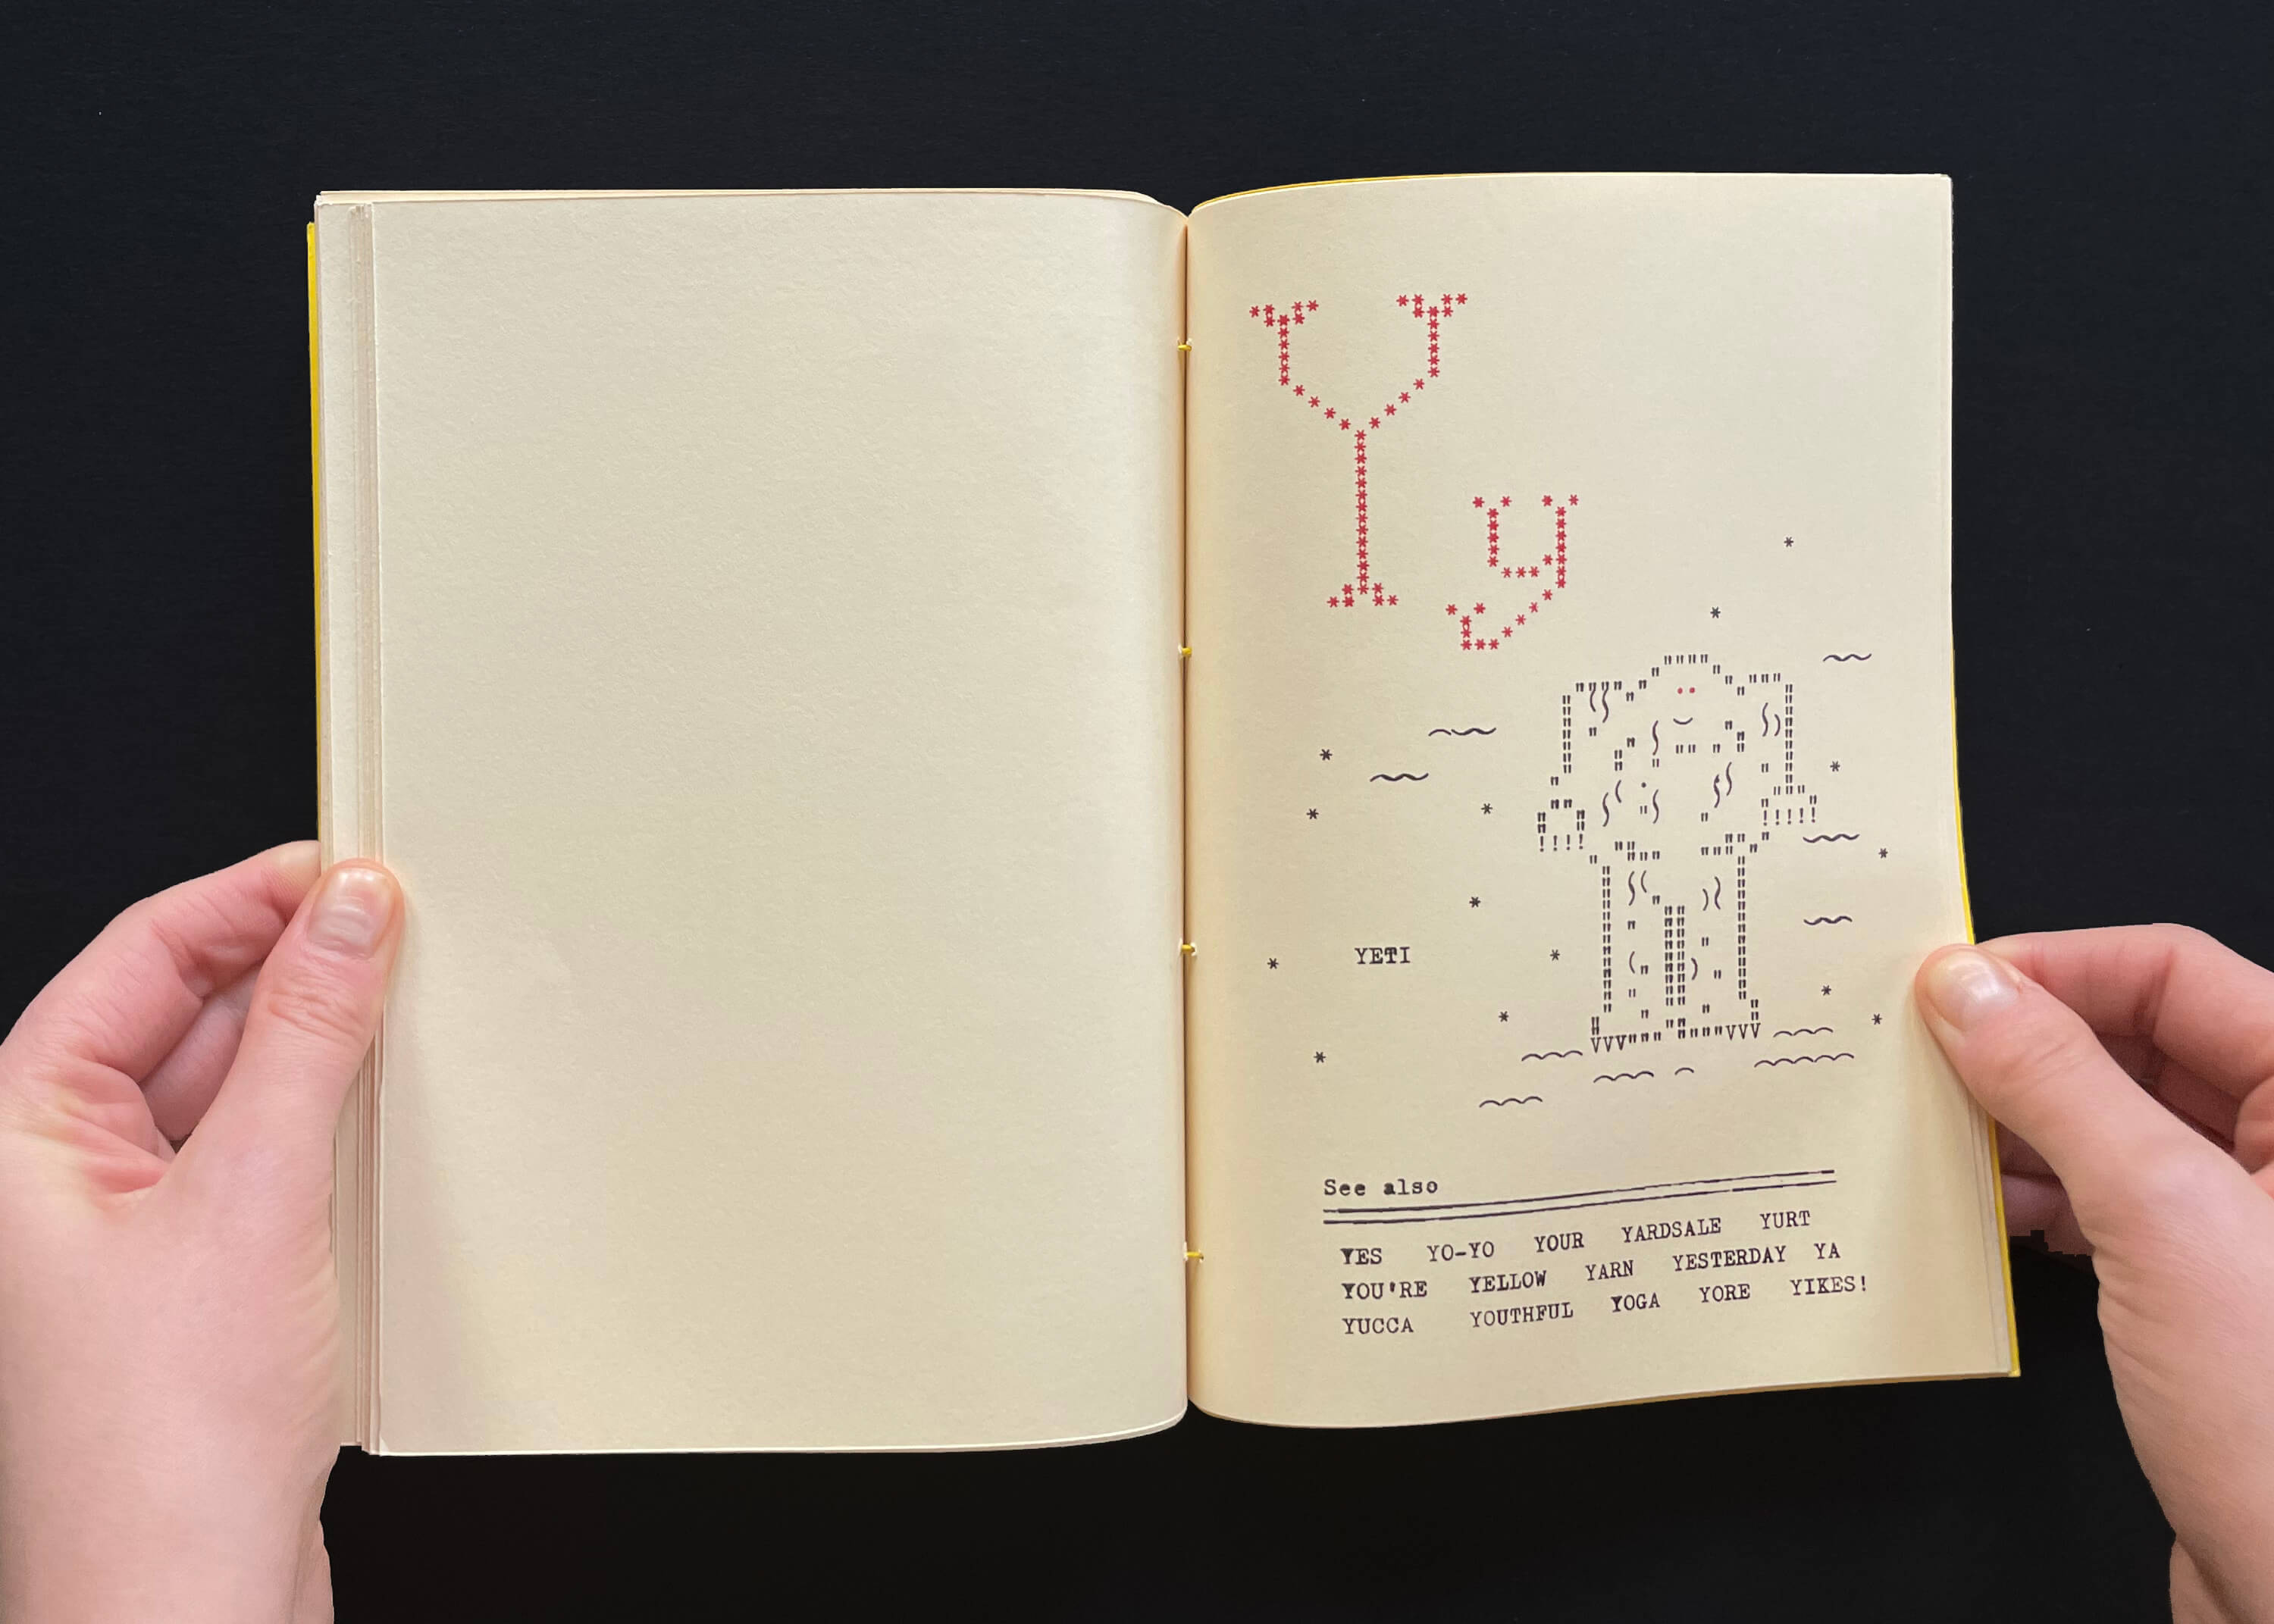 Y
y
YETI
See also
YES YO-YO YOUR YARDSALE YURT
YOU'RE YELLOW YARN YESTERDAY YA
YUCCA YOUTHFUL YOGA YORE YIKES!